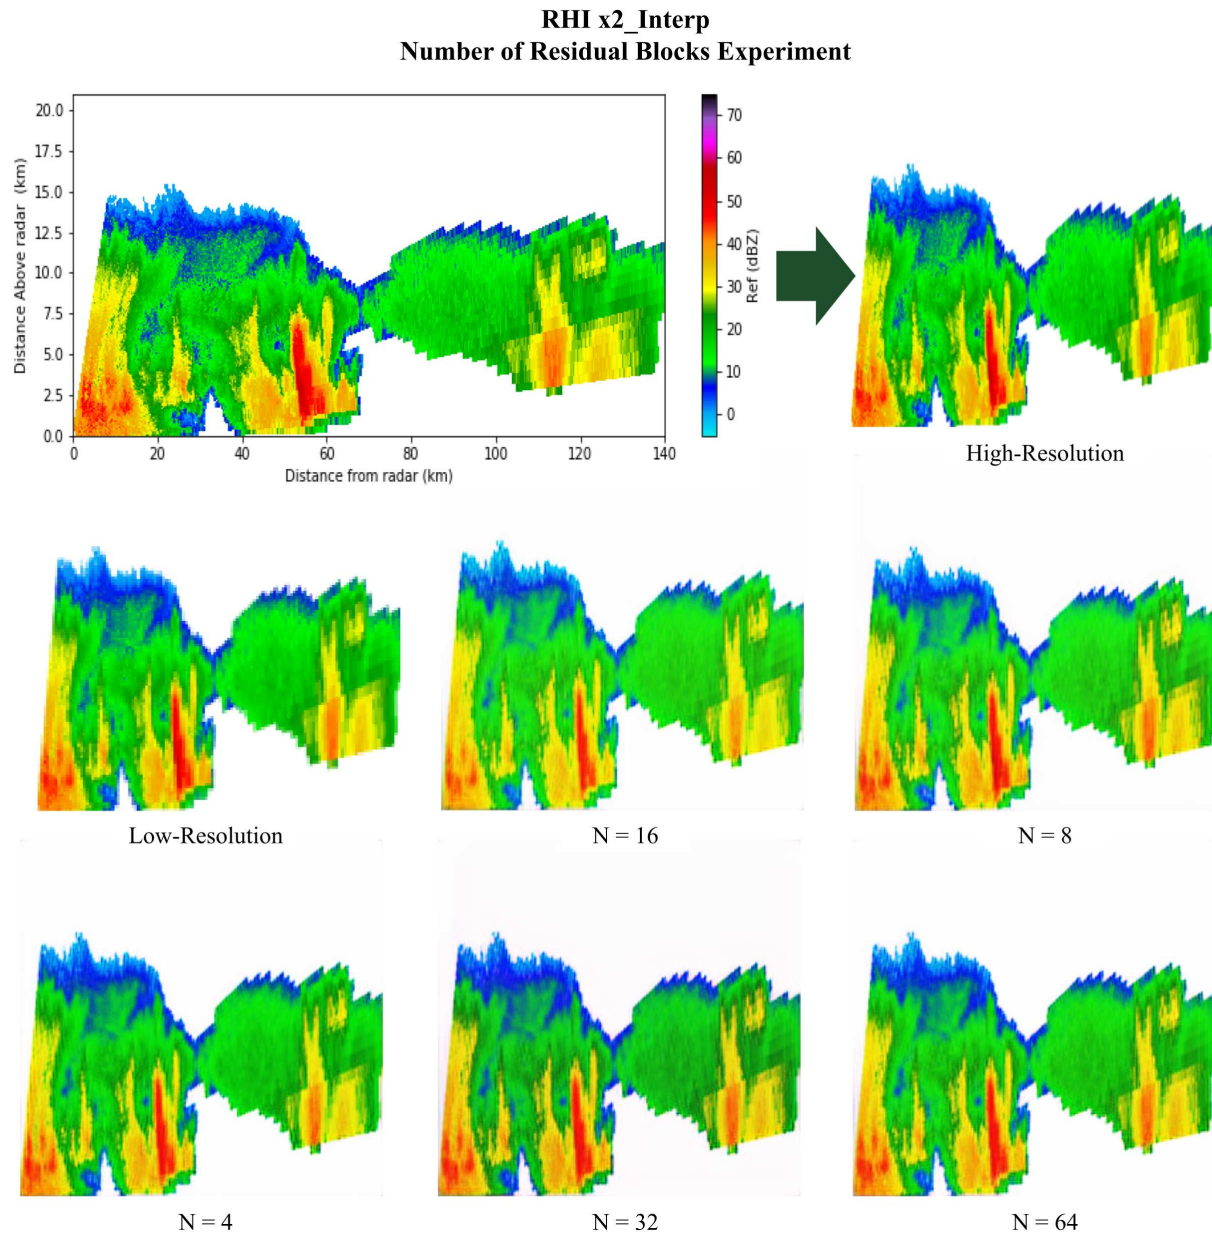 RHI x2_Interp
Number of Residual Blocks Experiment
Distance Above radar (km)
20.0
17.5
15.0
12.5
10.0
7.5
5.0
2.5
0.0
0
20
40
60
80
100
120
140
Distance from radar (km)
70
60
50
40
30
20
10
0
Ref (dBZ)
High-Resolution
Low-Resolution
N = 16
N = 8
N = 4
N = 32
N = 64